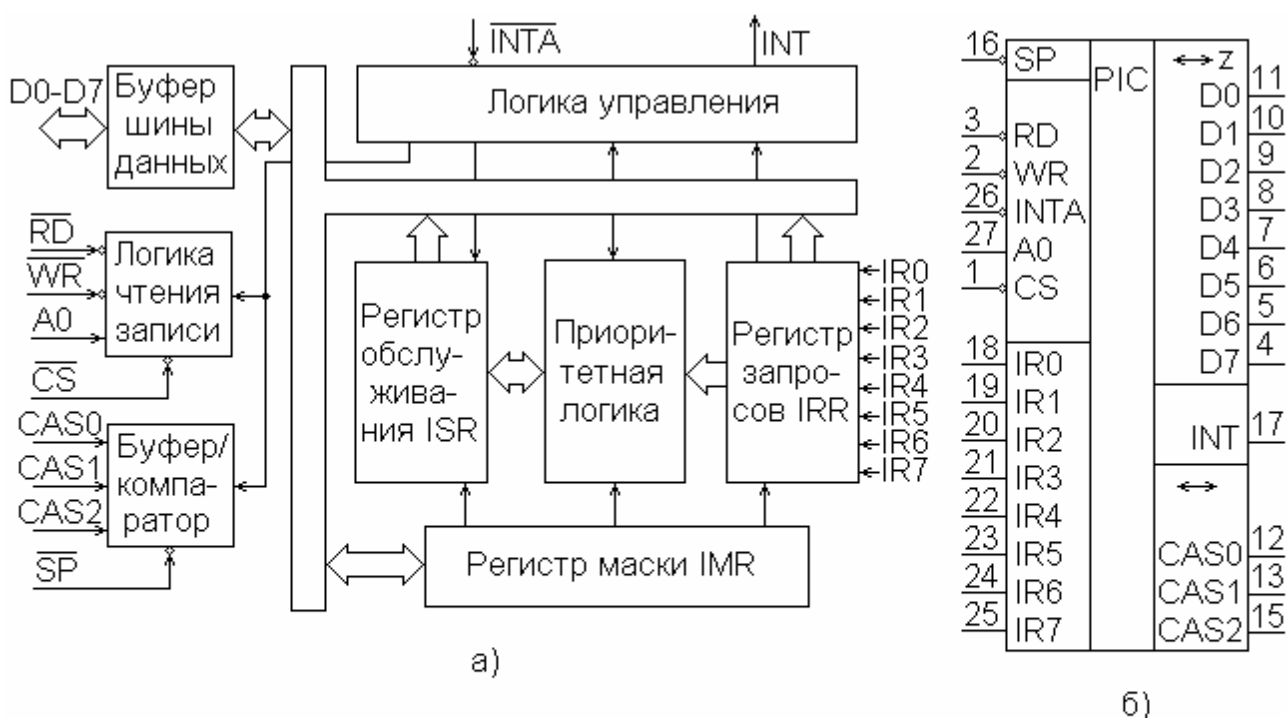 INTA
INT
D0-D7
Буфер
шины
данных
Логика управления
RD
WR
A0
CS
Логика
чтения
записи
CAS0
CAS1
CAS2
SP
Буфер/
компа-
ратор
Регистр
обслу-
жива-
ния ISR
Приори-
тетная
логика
Регистр
запро-
сов IRR
IR0
IR1
IR2
IR3
IR4
IR5
IR6
IR7
Регистр маски IMR
а)
16
SP
3
RD
2
WR
26
INTA
27
A0
1
CS
18
IR0
19
IR1
20
IR2
21
IR3
22
IR4
23
IR5
24
IR6
25
IR7
PIC
z
D0
11
D1
10
D2
9
D3
8
D4
7
D5
6
D6
5
D7
4
INT
17
CAS0
12
CAS1
13
CAS2
15
б)